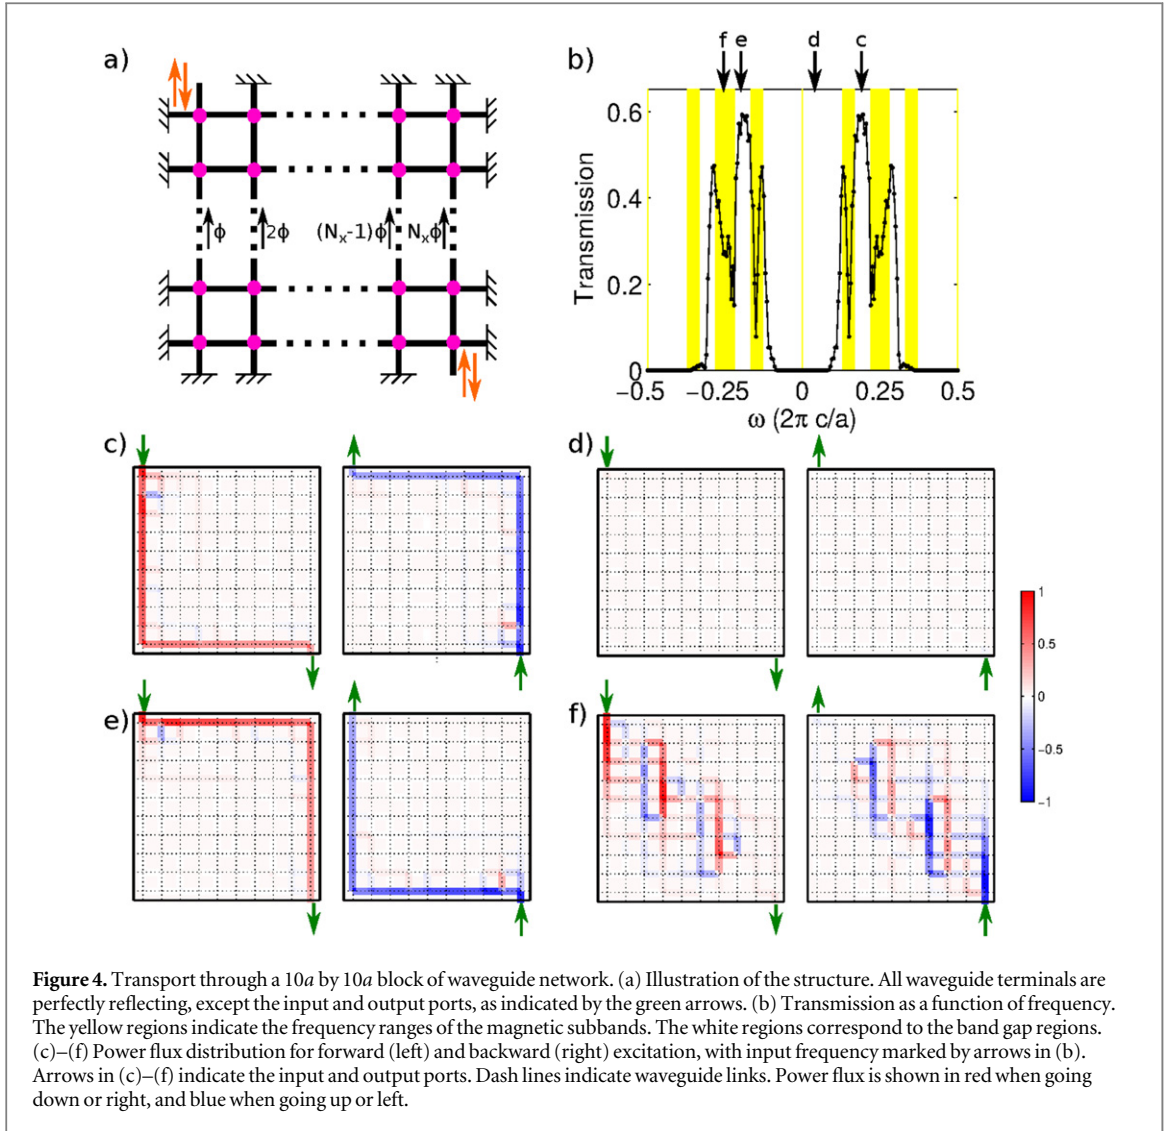 a)
ϕ
2ϕ
(Nx-1)ϕ
Nxϕ
b)
f e d c
Transmission
0.6
0.4
0.2
0
−0.5 −0.25 0 0.25 0.5
ω (2π c/a)
c)
d)
e)
f)
1
0.5
0
−0.5
−1
Figure 4. Transport through a 10a by 10a block of waveguide network. (a) Illustration of the structure. All waveguide terminals are
perfectly reflecting, except the input and output ports, as indicated by the green arrows. (b) Transmission as a function of frequency.
The yellow regions indicate the frequency ranges of the magnetic subbands. The white regions correspond to the band gap regions.
(c)–(f) Power flux distribution for forward (left) and backward (right) excitation, with input frequency marked by arrows in (b).
Arrows in (c)–(f) indicate the input and output ports. Dash lines indicate waveguide links. Power flux is shown in red when going
down or right, and blue when going up or left.